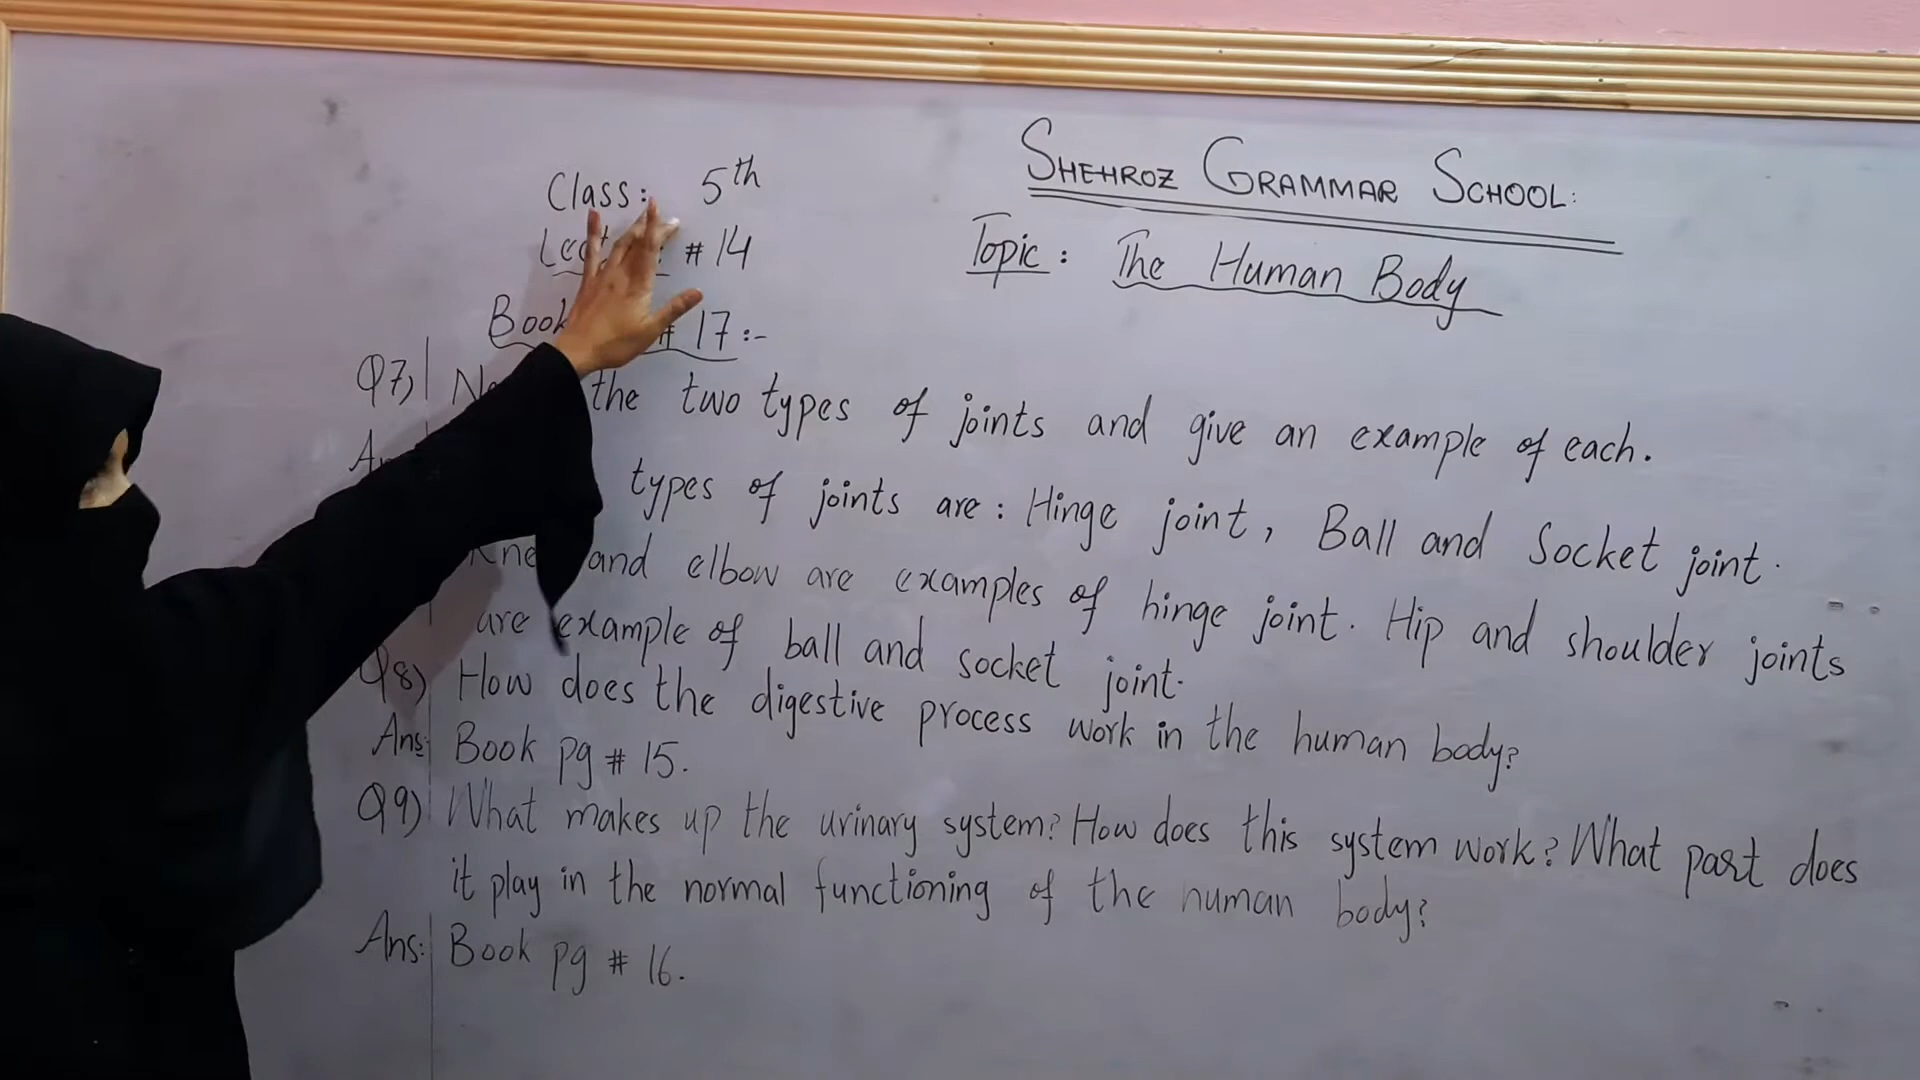 SHEHROZ GRAMMAR SCHOOL:
Class: 5th
Topic: The Human Body
# 14
Book # 17:-
Q7) the two types of joints and give an example of each.
types of joints are: Hinge joint, Ball and Socket joint.
and elbow are examples of hinge joint. Hip and shoulder joints
are example of ball and socket joint.
Q8) How does the digestive process work in the human body?
Ans: Book pg # 15.
Q9) What makes up the urinary system? How does this system work? What part does
it play in the normal functioning of the human body?
Ans: Book pg # 16.